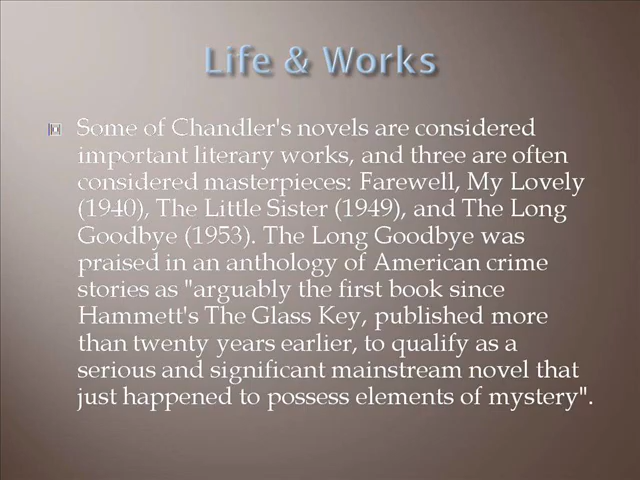 Life & Works
Some of Chandler's novels are considered
important literary works, and three are often
considered masterpieces: Farewell, My Lovely
(1940), The Little Sister (1949), and The Long
Goodbye (1953). The Long Goodbye was
praised in an anthology of American crime
stories as "arguably the first book since
Hammett's The Glass Key, published more
than twenty years earlier, to qualify as a
serious and significant mainstream novel that
just happened to possess elements of mystery".